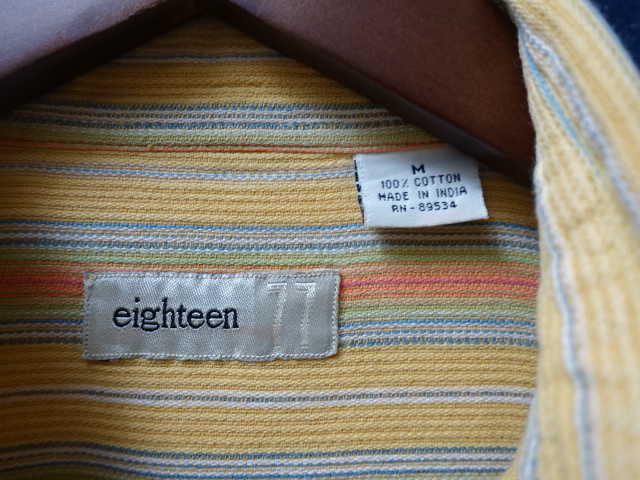 M
100% COTTON
MADE IN INDIA
RN-89534
eighteen 77